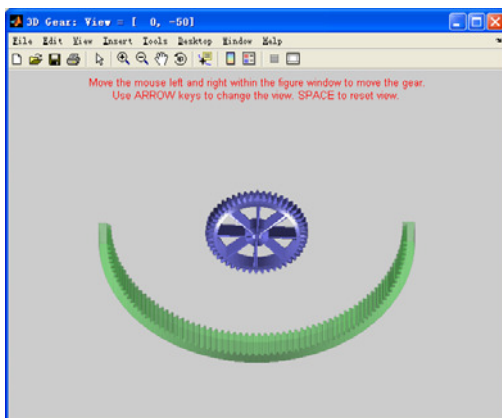 3D Gear: View = [  0, -50]
File Edit View Insert Tools Desktop Window Help
Move the mouse left and right within the figure window to move the gear.
Use ARROW keys to change the view. SPACE to reset view.